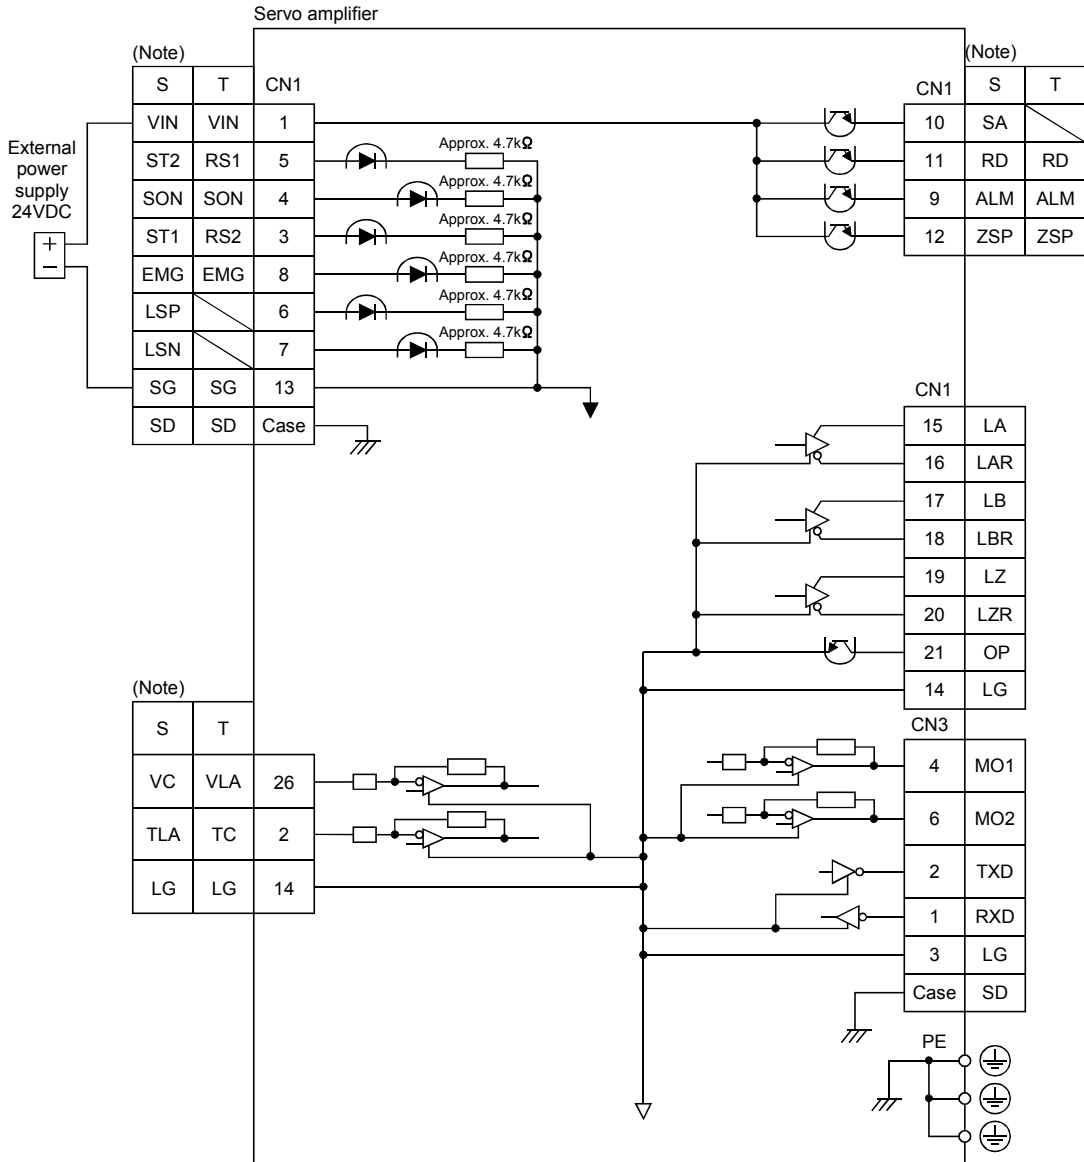 Servo amplifier
(Note)
S T CN1
VIN VIN 1
ST2 RS1 5
SON SON 4
ST1 RS2 3
EMG EMG 8
LSP 6
LSN 7
SG SG 13
SD SD Case
External
power
supply
24VDC
+
−
Approx. 4.7kΩ
Approx. 4.7kΩ
Approx. 4.7kΩ
Approx. 4.7kΩ
Approx. 4.7kΩ
Approx. 4.7kΩ
(Note)
CN1 S T
10 SA
11 RD RD
9 ALM ALM
12 ZSP ZSP
CN1
15 LA
16 LAR
17 LB
18 LBR
19 LZ
20 LZR
21 OP
14 LG
(Note)
S T
VC VLA 26
TLA TC 2
LG LG 14
CN3
4 MO1
6 MO2
2 TXD
1 RXD
3 LG
Case SD
PE